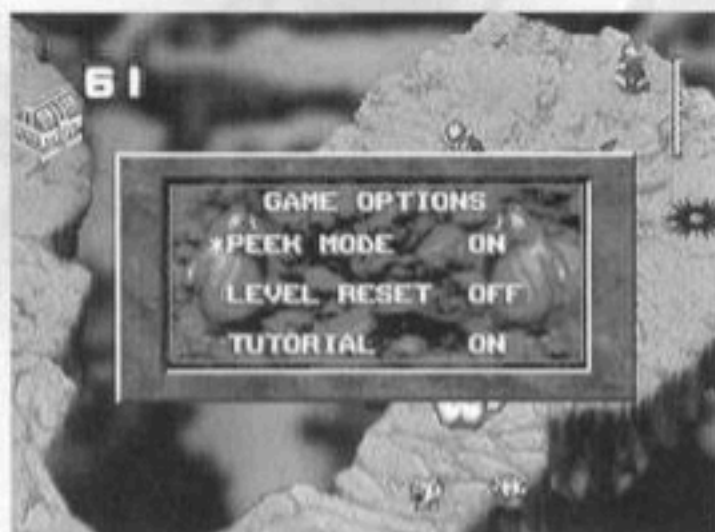 61
GAME OPTIONS
*PEEK MODE ON
LEVEL RESET OFF
TUTORIAL ON